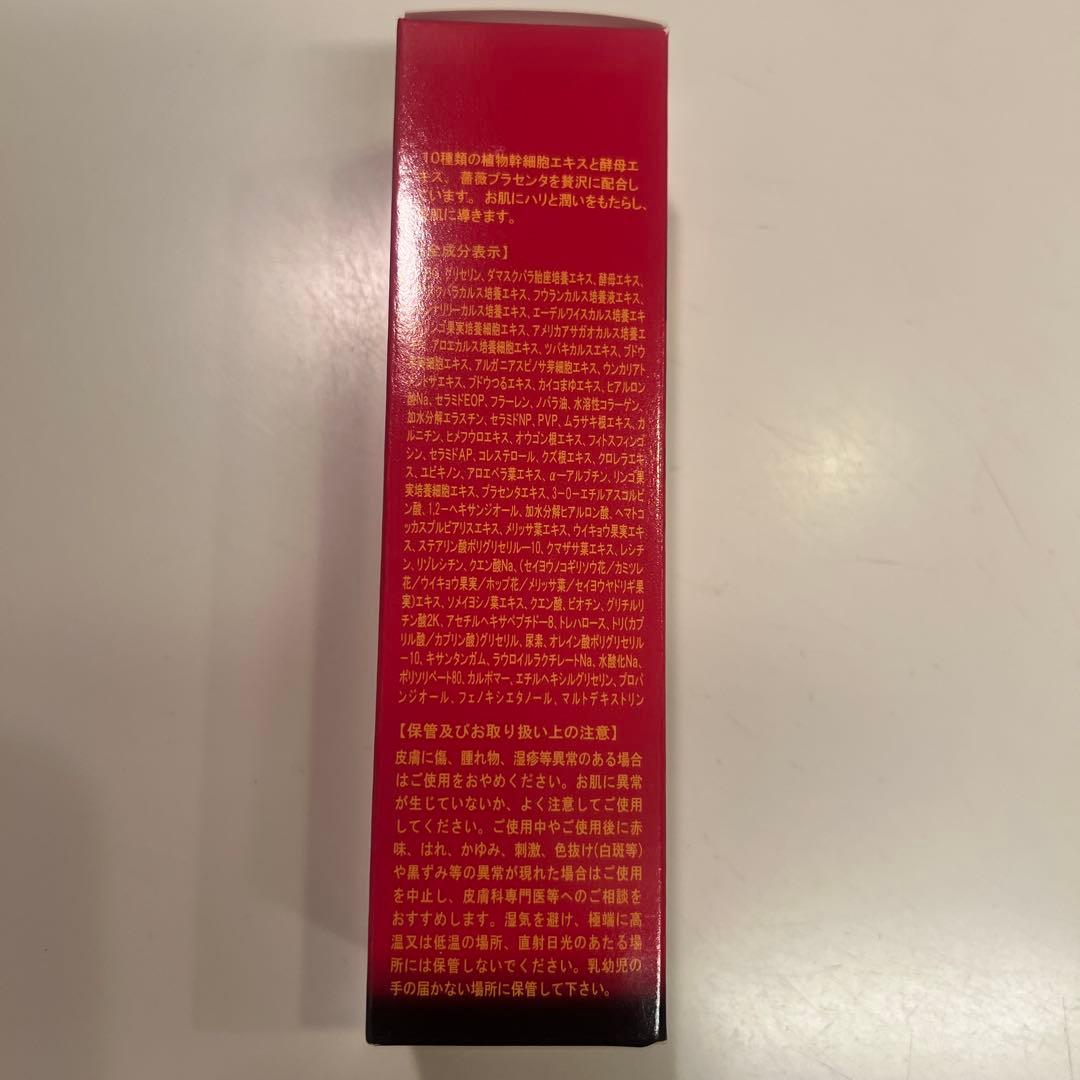 10種類の植物幹細胞エキスと酵母エ
キス、薔薇プラセンタを贅沢に配合し
います。お肌にハリと潤いをもたらし、
肌に導きます。
全成分表示】
グリセリン、ダマスクバラ胎座培養エキス、酵母エキス、
クバラカルス培養エキス、フウランカルス培養液エキス、
リリーカルス培養エキス、エーデルワイスカルス培養エキ
ンゴ果実培養細胞エキス、アメリカアサガオカルス培養エ
アロエカルス培養細胞エキス、ツバキカルスエキス、ブドウ
細胞エキス、アルガニアスピノサ芽細胞エキス、ウンカリアト
メントサエキス、ブドウつるエキス、カイコまゆエキス、ヒアルロン
酸Na、セラミドEOP、フラーレン、ノバラ油、水溶性コラーゲン、
加水分解エラスチン、セラミドNP、PVP、ムラサキ根エキス、カ
ルニチン、ヒメフウロエキス、オウゴン根エキス、フィトスフィンゴ
シン、セラミドAP、コレステロール、クズ根エキス、クロレラエキ
ス、ユビキノン、アロエベラ葉エキス、α-アルブチン、リンゴ果
実培養細胞エキス、プラセンタエキス、3-O-エチルアスコルビ
ン酸、1,2-ヘキサンジオール、加水分解ヒアルロン酸、ヘマトコ
ッカスプルビアリスエキス、メリッサ葉エキス、ウイキョウ果実エキ
ス、ステアリン酸ポリグリセリル-10、クマザサ葉エキス、レシチ
ン、リゾレシチン、クエン酸Na、(セイヨウノコギリソウ花/カミツレ
花/ウイキョウ果実/ホップ花/メリッサ葉/セイヨウヤドリギ果
実)エキス、ソメイヨシノ葉エキス、クエン酸、ビオチン、グリチルリ
チン酸2K、アセチルヘキサペプチド-8、トレハロース、トリ(カプ
リル酸/カプリン酸)グリセリル、尿素、オレイン酸ポリグリセリル
-10、キサンタンガム、ラウロイルラクチレートNa、水酸化Na、
ポリソルベート80、カルボマー、エチルヘキシルグリセリン、プロパ
ンジオール、フェノキシエタノール、マルトデキストリン
【保管及びお取り扱い上の注意】
皮膚に傷、腫れ物、湿疹等異常のある場合
はご使用をおやめください。お肌に異常
が生じていないか、よく注意してご使用
してください。ご使用中やご使用後に赤
味、はれ、かゆみ、刺激、色抜け(白斑等)
や黒ずみ等の異常が現れた場合はご使用
を中止し、皮膚科専門医等へのご相談を
おすすめします。湿気を避け、極端に高
温又は低温の場所、直射日光のあたる場
所には保管しないでください。乳幼児の
手の届かない場所に保管して下さい。